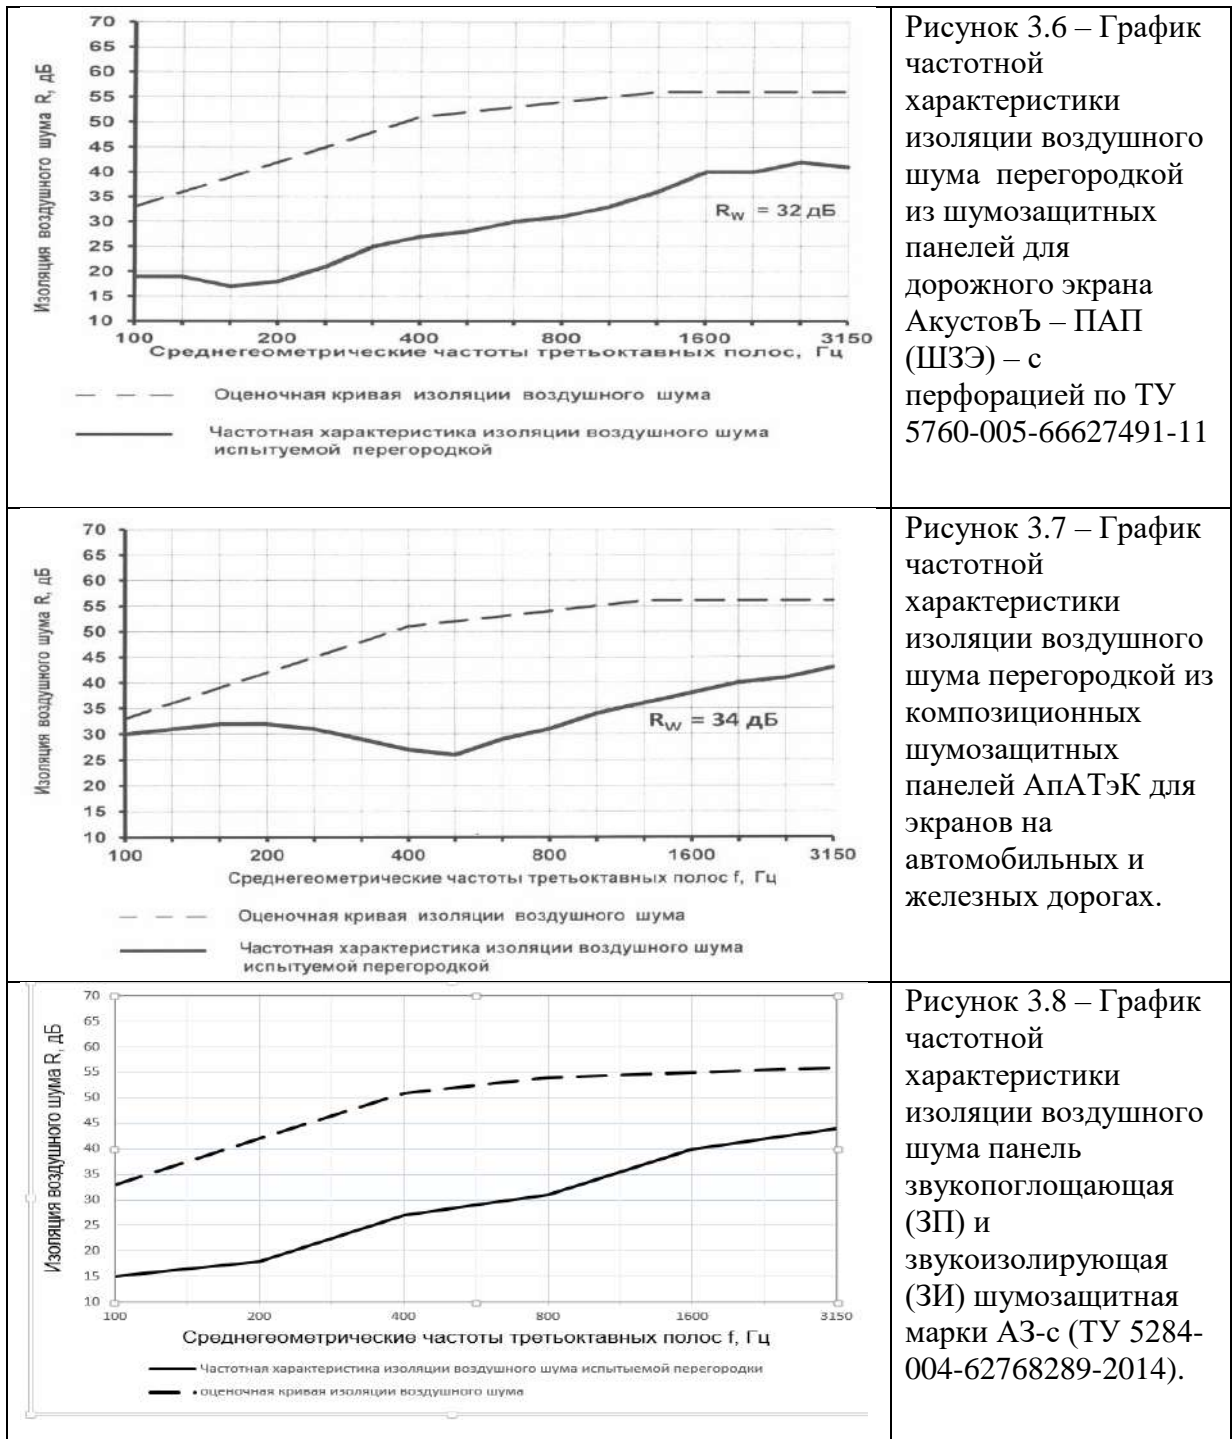 70
65
60
55
50
45
40
35
30
25
20
15
10
Изоляция воздушного шума R, дБ
R_W = 32 дБ
100 200 400 800 1600 3150
Среднегеометрические частоты третьоктавных полос, Гц
Оценочная кривая изоляции воздушного шума
Частотная характеристика изоляции воздушного шума
испытуемой перегородкой
Рисунок 3.6 – График
частотной
характеристики
изоляции воздушного
шума перегородкой
из шумозащитных
панелей для
дорожного экрана
АкустовЪ – ПАП
(ШЗЭ) – с
перфорацией по ТУ
5760-005-66627491-11
70
65
60
55
50
45
40
35
30
25
20
15
10
Изоляция воздушного шума R, дБ
R_W = 34 дБ
100 200 400 800 1600 3150
Среднегеометрические частоты третьоктавных полос f, Гц
Оценочная кривая изоляции воздушного шума
Частотная характеристика изоляции воздушного шума
испытуемой перегородкой
Рисунок 3.7 – График
частотной
характеристики
изоляции воздушного
шума перегородкой из
композиционных
шумозащитных
панелей АпАТэК для
экранов на
автомобильных и
железных дорогах.
70
65
60
55
50
45
40
35
30
25
20
15
10
Изоляция воздушного шума R, дБ
100 200 400 800 1600 3150
Среднегеометрические частоты третьоктавных полос f, Гц
Частотная характеристика изоляции воздушного шума испытыемой перегородки
оценочная кривая изоляции воздушного шума
Рисунок 3.8 – График
частотной
характеристики
изоляции воздушного
шума панель
звукопоглощающая
(ЗП) и
звукоизолирующая
(ЗИ) шумозащитная
марки АЗ-с (ТУ 5284-
004-62768289-2014).